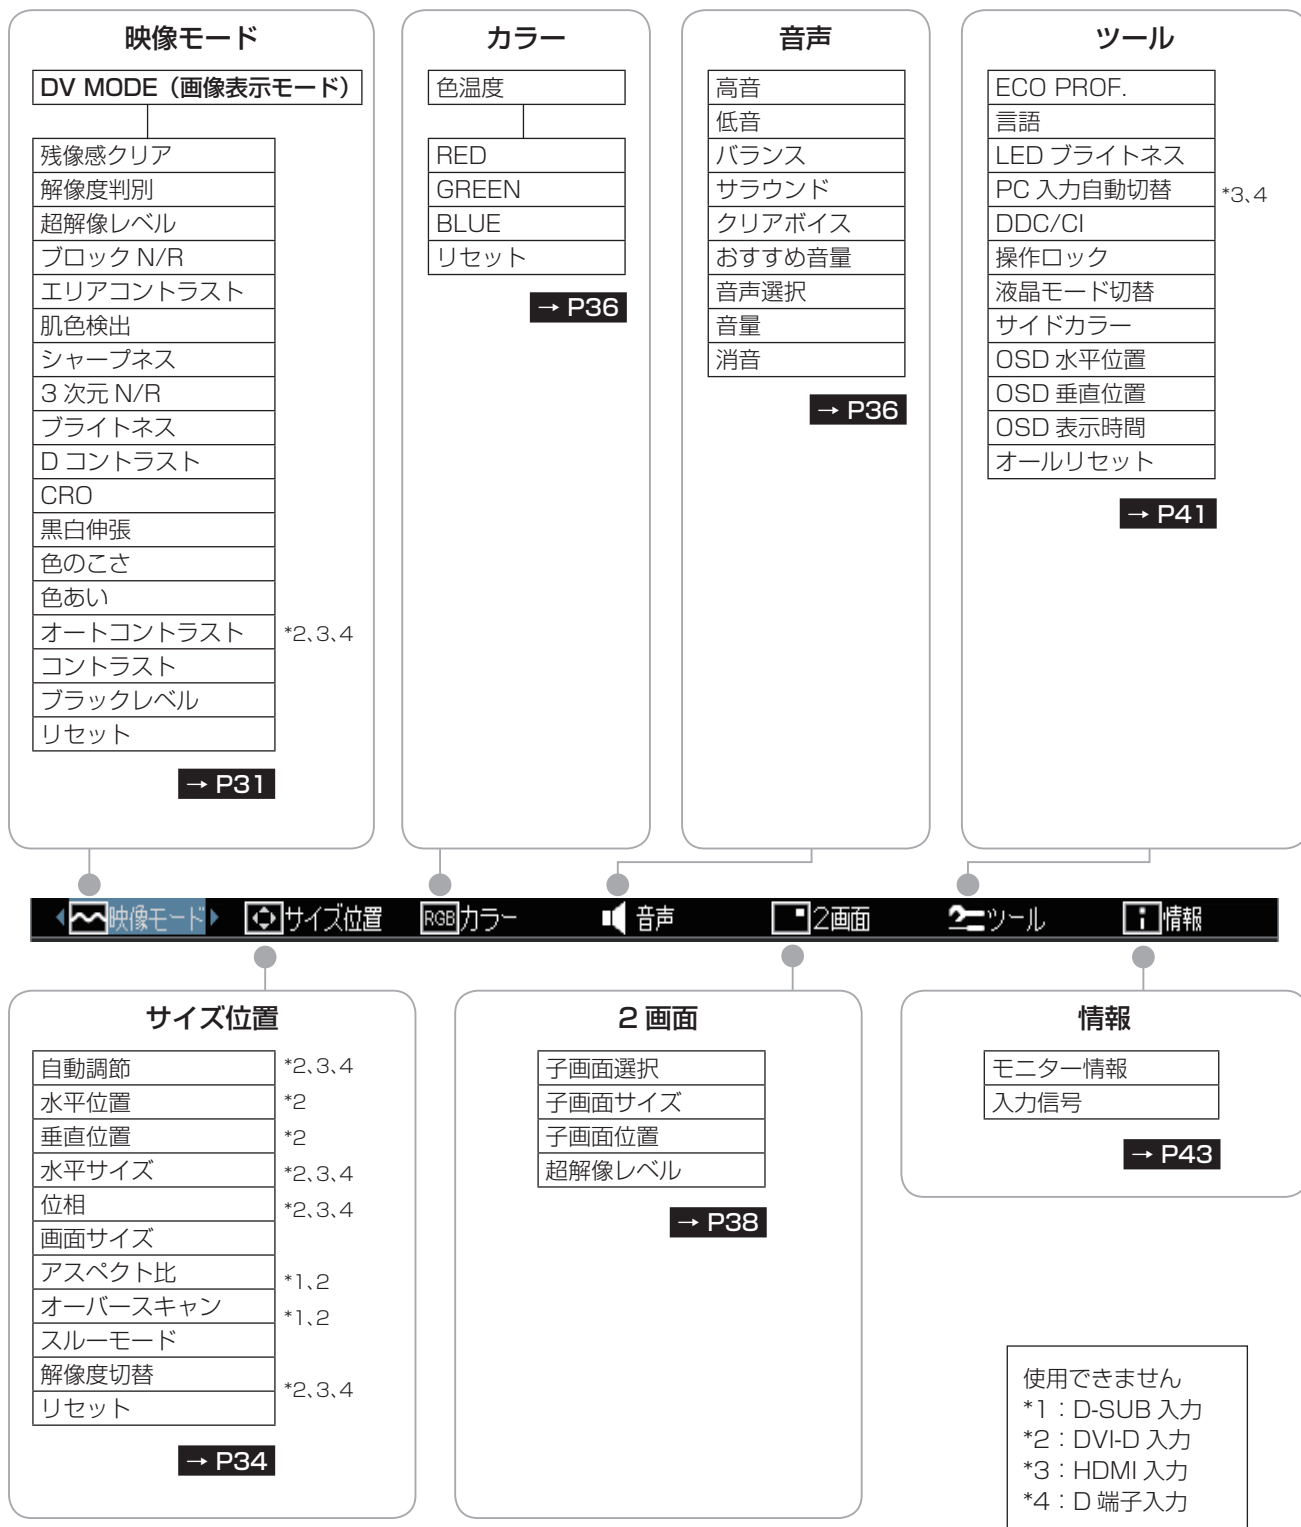 映像モード
DV MODE（画像表示モード）
残像感クリア
解像度判別
超解像レベル
ブロック N/R
エリアコントラスト
肌色検出
シャープネス
3 次元 N/R
ブライトネス
D コントラスト
CRO
黒白伸張
色のこさ
色あい
オートコントラスト *2、3、4
コントラスト
ブラックレベル
リセット
→ P31
カラー
色温度
RED
GREEN
BLUE
リセット
→ P36
音声
高音
低音
バランス
サラウンド
クリアボイス
おすすめ音量
音声選択
音量
消音
→ P36
ツール
ECO PROF.
言語
LED ブライトネス
PC 入力自動切替 *3、4
DDC/CI
操作ロック
液晶モード切替
サイドカラー
OSD 水平位置
OSD 垂直位置
OSD 表示時間
オールリセット
→ P41
映像モード サイズ位置 RGB カラー 音声 2画面 ツール i 情報
サイズ位置
自動調節 *2、3、4
水平位置 *2
垂直位置 *2
水平サイズ *2、3、4
位相 *2、3、4
画面サイズ
アスペクト比 *1、2
オーバースキャン *1、2
スルーモード
解像度切替 *2、3、4
リセット
→ P34
2 画面
子画面選択
子画面サイズ
子画面位置
超解像レベル
→ P38
情報
モニター情報
入力信号
→ P43
使用できません
*1：D-SUB 入力
*2：DVI-D 入力
*3：HDMI 入力
*4：D 端子入力